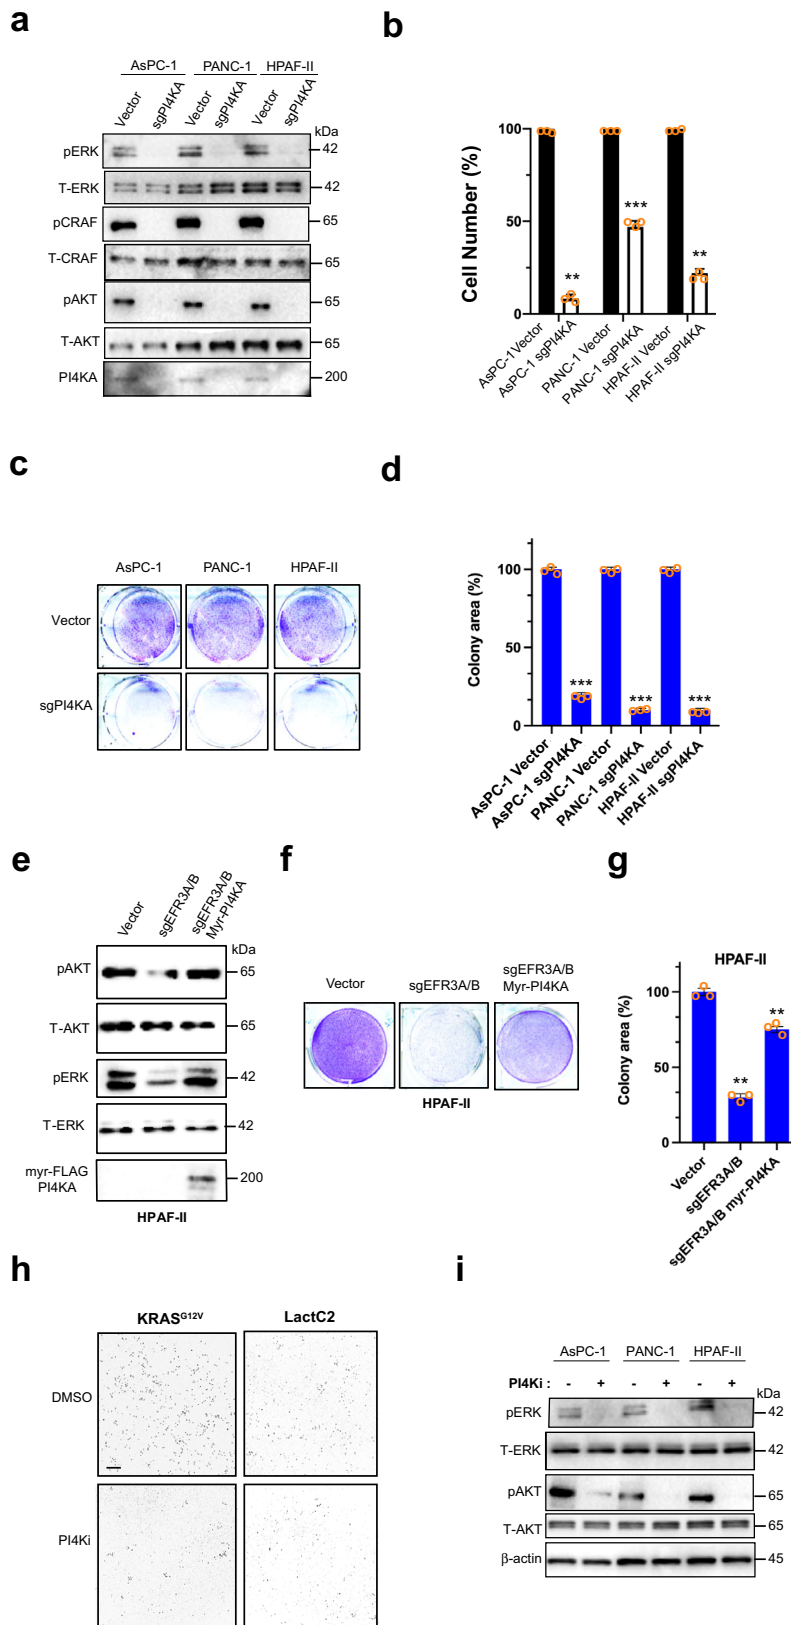 a
AsPC-1 PANC-1 HPAF-II
Vector sgPI4KA Vector sgPI4KA Vector sgPI4KA
kDa
pERK 42
T-ERK 42
pCRAF 65
T-CRAF 65
pAKT 65
T-AKT 65
PI4KA 200
b
Cell Number (%)
100
50
0
** *** **
AsPC-1 Vector
AsPC-1 sgPI4KA
PANC-1 Vector
PANC-1 sgPI4KA
HPAF-II Vector
HPAF-II sgPI4KA
c
AsPC-1 PANC-1 HPAF-II
Vector
sgPI4KA
d
Colony area (%)
100
50
0
*** *** ***
AsPC-1 Vector
AsPC-1 sgPI4KA
PANC-1 Vector
PANC-1 sgPI4KA
HPAF-II Vector
HPAF-II sgPI4KA
e
Vector
sgEFR3A/B
sgEFR3A/B
Myr-PI4KA
kDa
pAKT 65
T-AKT 65
pERK 42
T-ERK 42
myr-FLAG
PI4KA 200
HPAF-II
f
Vector sgEFR3A/B sgEFR3A/B
Myr-PI4KA
HPAF-II
g
HPAF-II
Colony area (%)
100
50
0
** **
Vector
sgEFR3A/B
sgEFR3A/B myr-PI4KA
h
KRASG12V LactC2
DMSO
PI4Ki
i
AsPC-1 PANC-1 HPAF-II
PI4Ki : - + - + - +
kDa
pERK 42
T-ERK 42
pAKT 65
T-AKT 65
β-actin 45